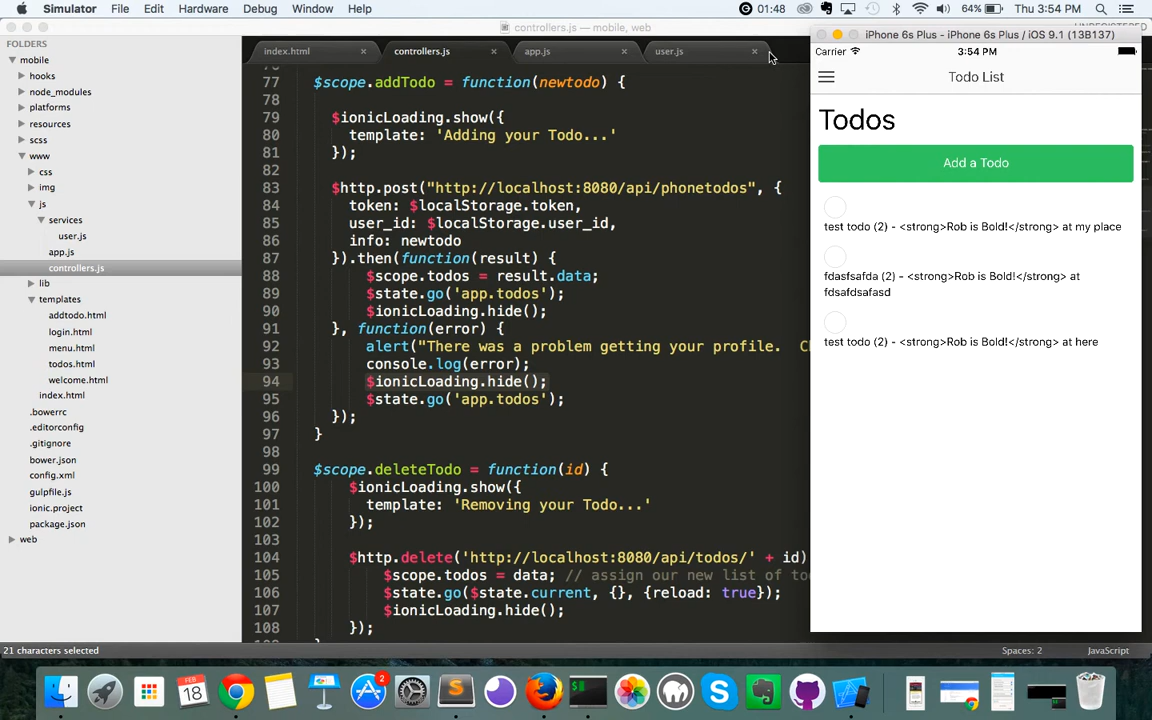 Simulator File Edit Hardware Debug Window Help 01:48 64% Thu 3:54 PM
controllers.js — mobile, web
FOLDERS
mobile
hooks
node_modules
platforms
resources
scss
www
css
img
js
services
user.js
app.js
controllers.js
lib
templates
addtodo.html
login.html
menu.html
todos.html
welcome.html
index.html
.bowerrc
.editorconfig
.gitignore
bower.json
config.xml
gulpfile.js
ionic.project
package.json
web
index.html controllers.js app.js user.js
77 $scope.addTodo = function(newtodo) {
78
79 $ionicLoading.show({
80 template: 'Adding your Todo...'
81 });
82
83 $http.post("http://localhost:8080/api/phonetodos", {
84 token: $localStorage.token,
85 user_id: $localStorage.user_id,
86 info: newtodo
87 }).then(function(result) {
88 $scope.todos = result.data;
89 $state.go('app.todos');
90 $ionicLoading.hide();
91 }, function(error) {
92 alert("There was a problem getting your profile.
93 console.log(error);
94 $ionicLoading.hide();
95 $state.go('app.todos');
96 });
97 }
98
99 $scope.deleteTodo = function(id) {
100 $ionicLoading.show({
101 template: 'Removing your Todo...'
102 });
103
104 $http.delete('http://localhost:8080/api/todos/' + id)
105 $scope.todos = data; // assign our new list of to
106 $state.go($state.current, {}, {reload: true});
107 $ionicLoading.hide();
108 });
iPhone 6s Plus - iPhone 6s Plus / iOS 9.1 (13B137)
Carrier 3:54 PM
Todo List
Todos
Add a Todo
test todo (2) - <strong>Rob is Bold!</strong> at my place
fdasfsafda (2) - <strong>Rob is Bold!</strong> at
fdsafdsafasd
test todo (2) - <strong>Rob is Bold!</strong> at here
21 characters selected Spaces: 2 JavaScript
FEB
18
2